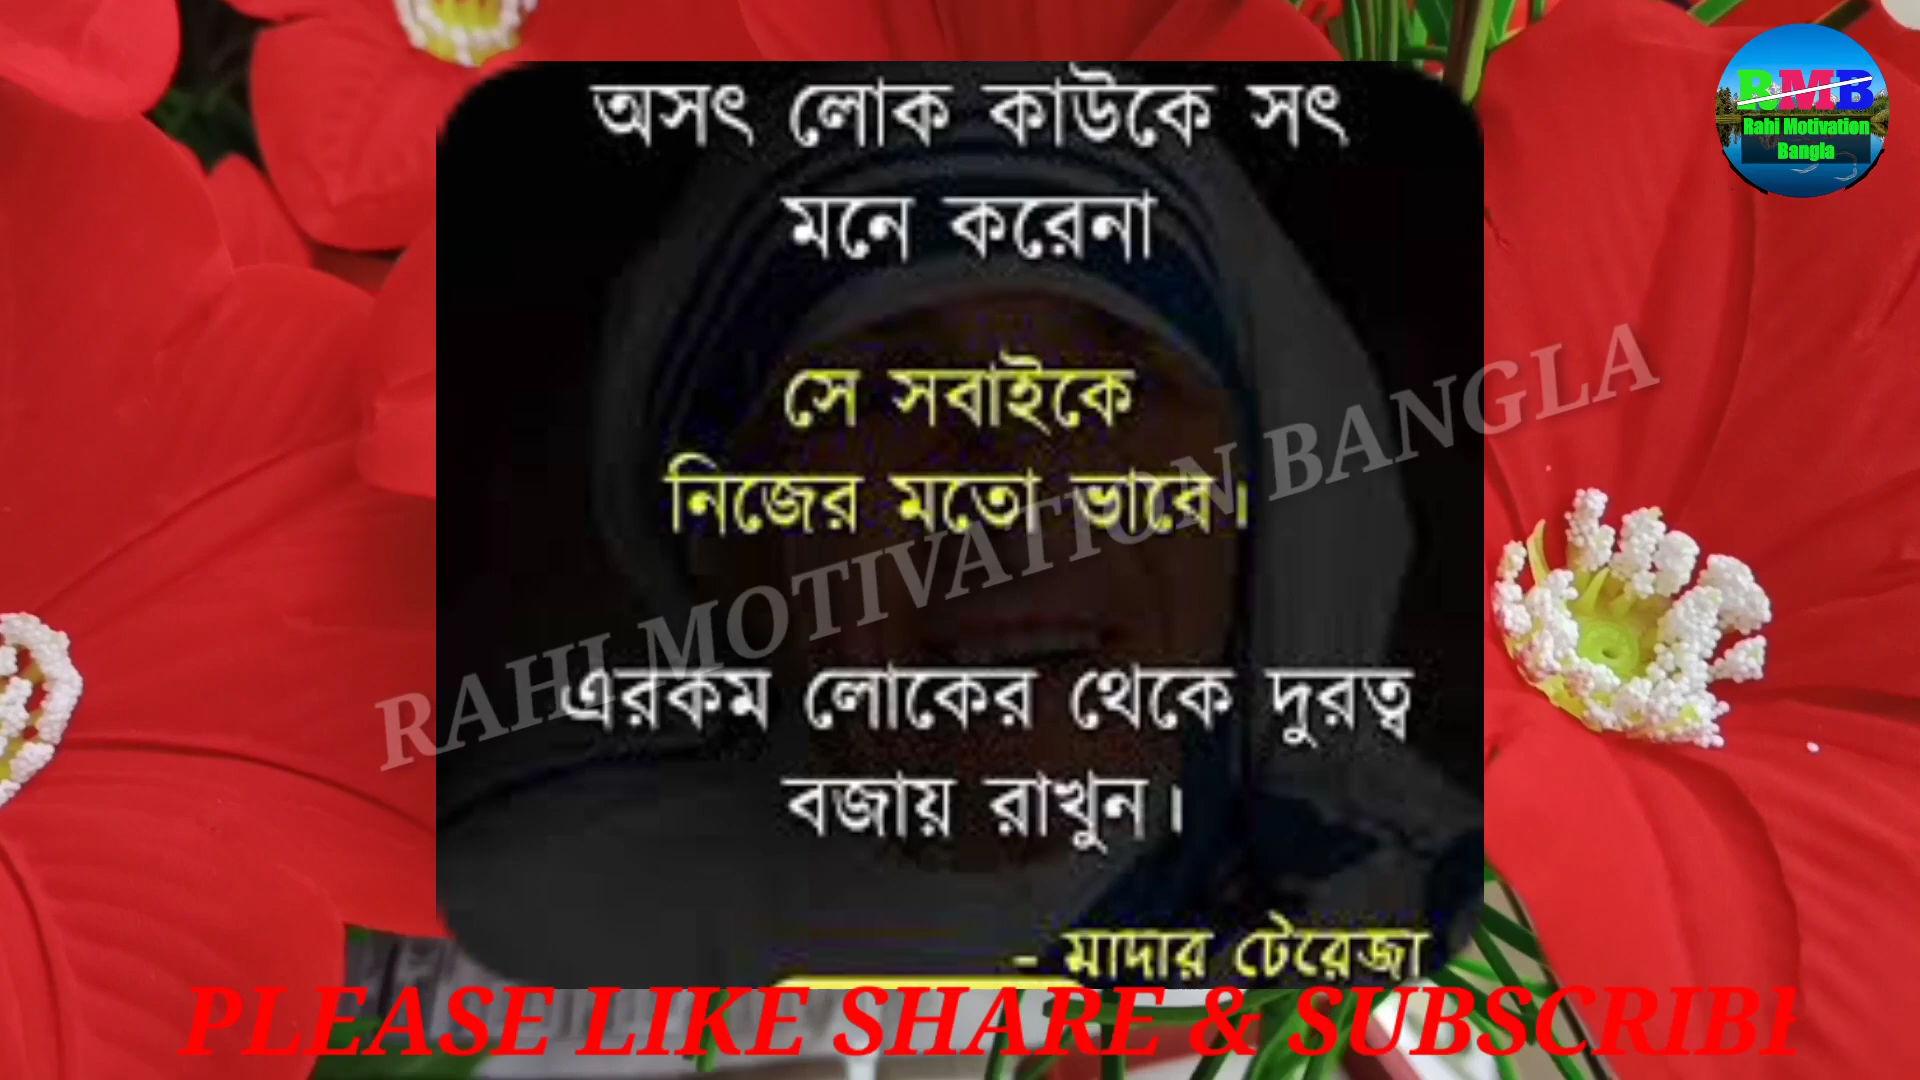 অসৎ লোক কাউকে সৎ
মনে করেনা
সে সবাইকে
নিজের মতো ভাবে।
এরকম লোকের থেকে দুরত্ব
বজায় রাখুন।
- মাদার টেরেজা
RMB
Rahi Motivation
Bangla
RAHI MOTIVATION BANGLA
PLEASE LIKE SHARE & SUBSCRIBE